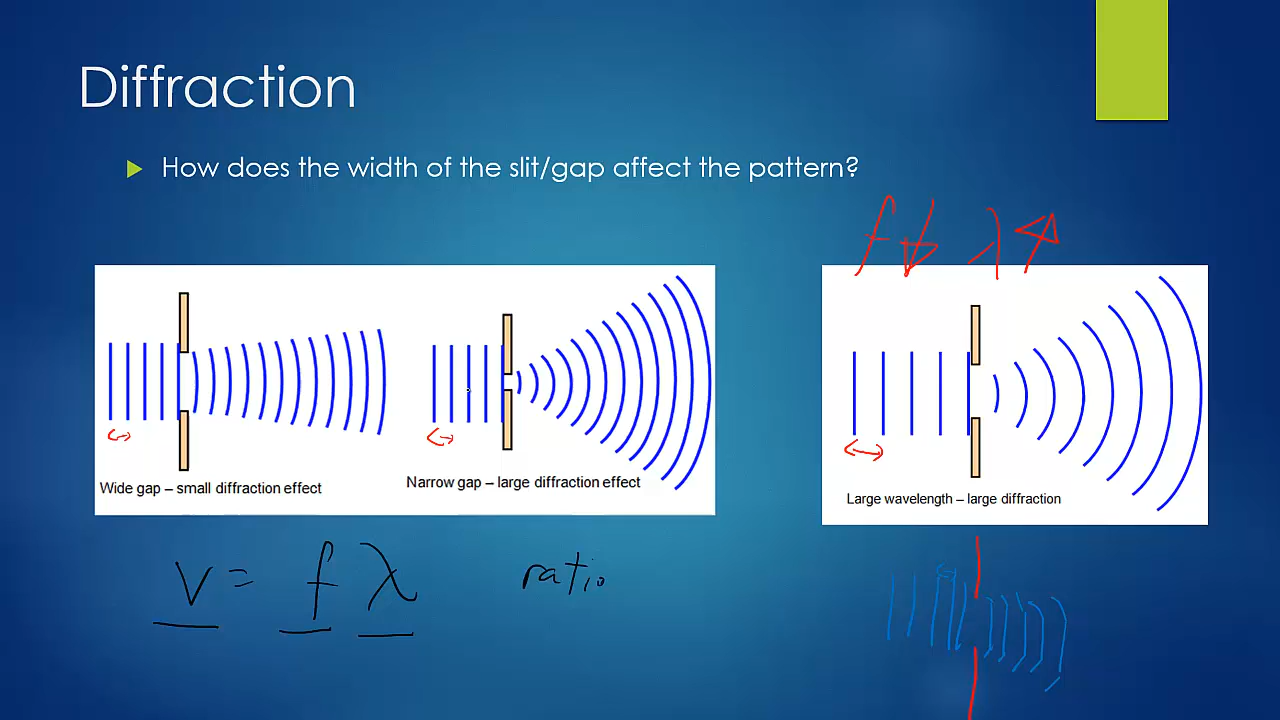 Diffraction
How does the width of the slit/gap affect the pattern?
f↓ λ↑
Wide gap – small diffraction effect
Narrow gap – large diffraction effect
Large wavelength – large diffraction
v = f λ
ratio